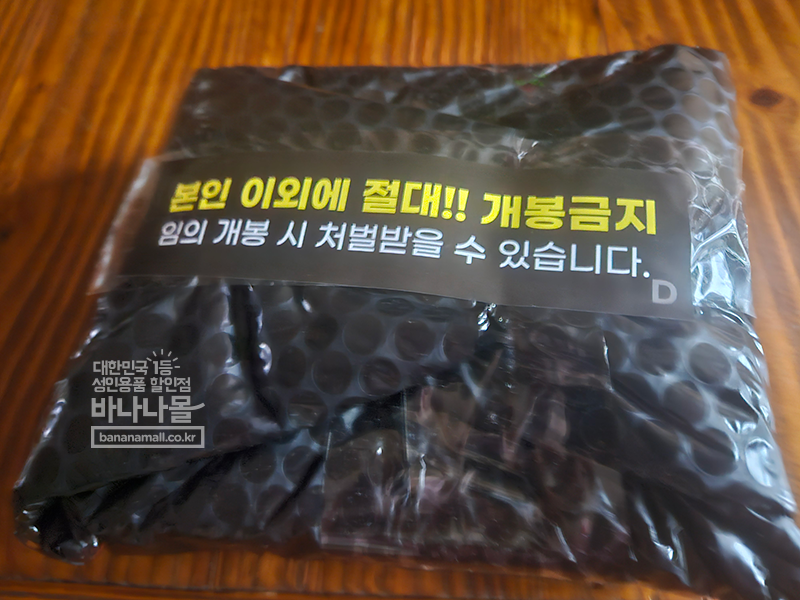 본인 이외에 절대!! 개봉금지
임의 개봉 시 처벌받을 수 있습니다.
D
대한민국 1등
성인용품 할인점
바나나몰
bananamall.co.kr